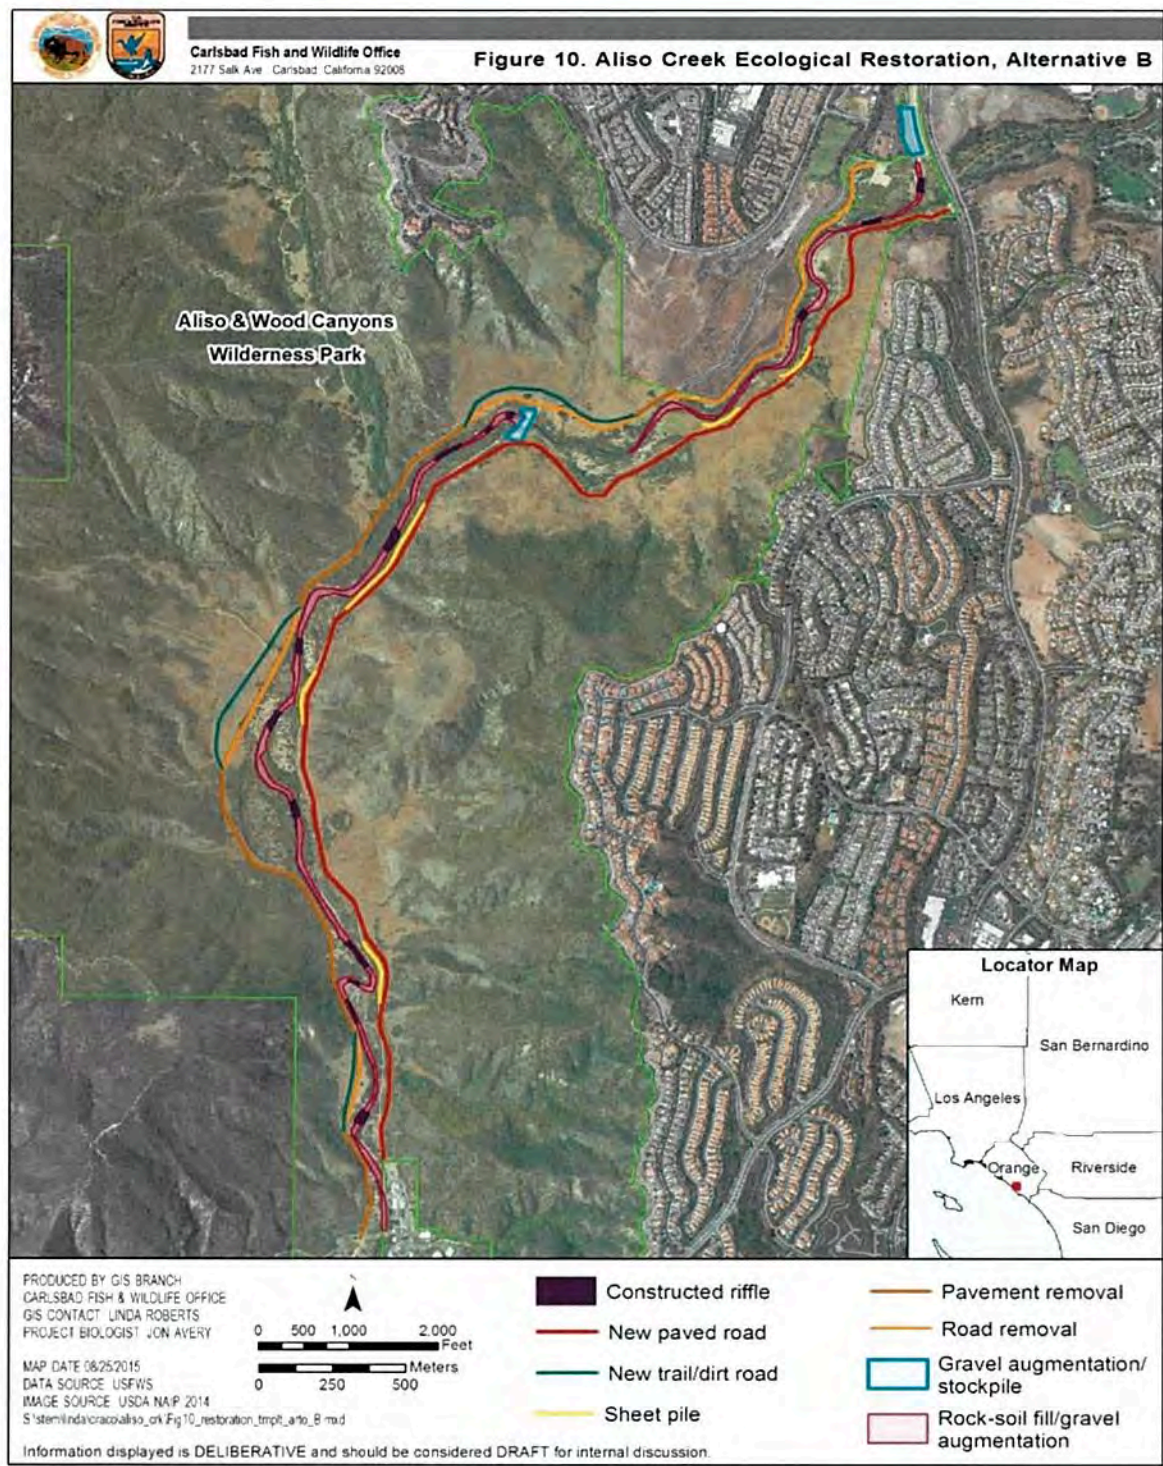 Carlsbad Fish and Wildlife Office
2177 Salk Ave Carlsbad, California 92008
Figure 10. Aliso Creek Ecological Restoration, Alternative B
Aliso & Wood Canyons
Wilderness Park
Locator Map
Kern
San Bernardino
Los Angeles
Orange
Riverside
San Diego
PRODUCED BY GIS BRANCH
CARLSBAD FISH & WILDLIFE OFFICE
GIS CONTACT LINDA ROBERTS
PROJECT BIOLOGIST JON AVERY
MAP DATE 08/25/2015
DATA SOURCE USFWS
IMAGE SOURCE USDA NAIP 2014
0 500 1,000 2,000
Feet
Meters
0 250 500
Constructed riffle
New paved road
New trail/dirt road
Sheet pile
Pavement removal
Road removal
Gravel augmentation/
stockpile
Rock-soil fill/gravel
augmentation
Information displayed is DELIBERATIVE and should be considered DRAFT for internal discussion.